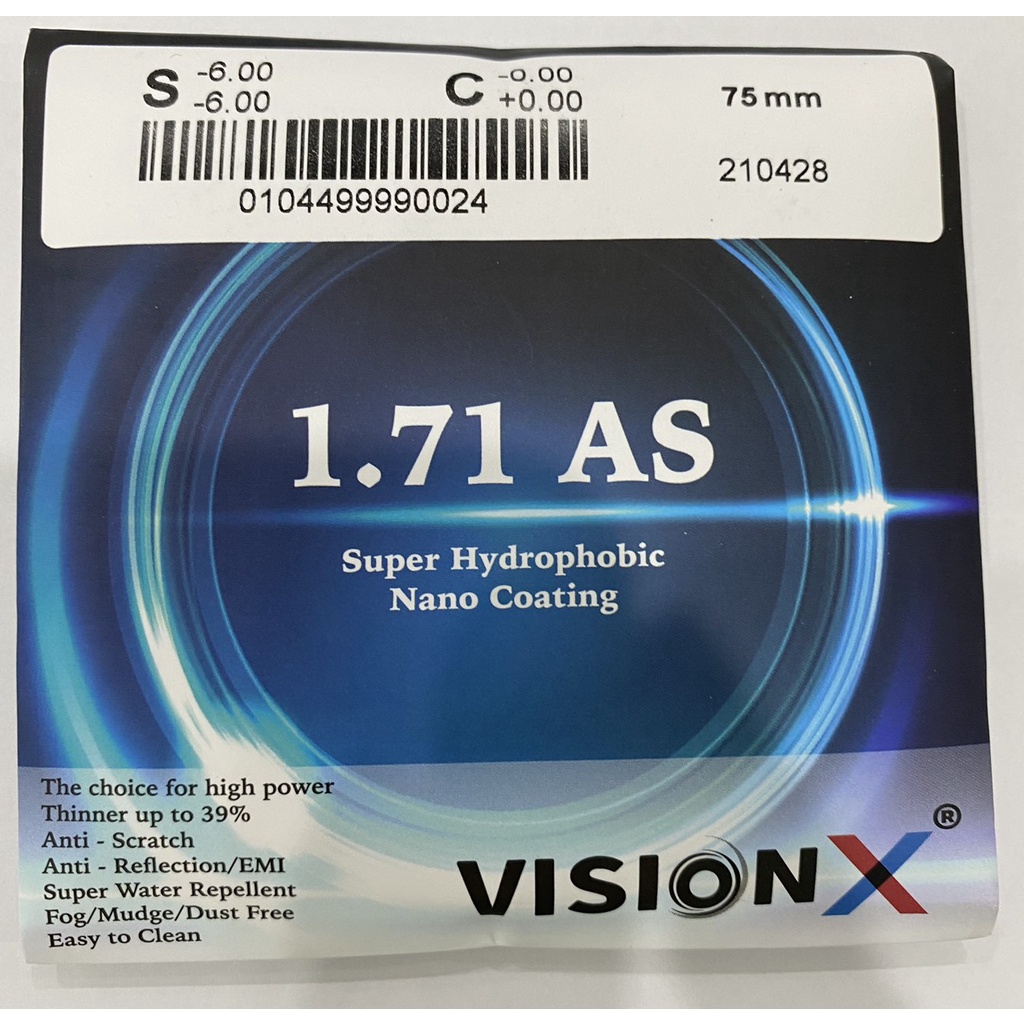 S -6.00 C -0.00 75 mm
-6.00 +0.00
210428
0104499990024
1.71 AS
Super Hydrophobic
Nano Coating
The choice for high power
Thinner up to 39%
Anti - Scratch
Anti - Reflection/EMI
Super Water Repellent
Fog/Mudge/Dust Free
Easy to Clean
VISIONX®